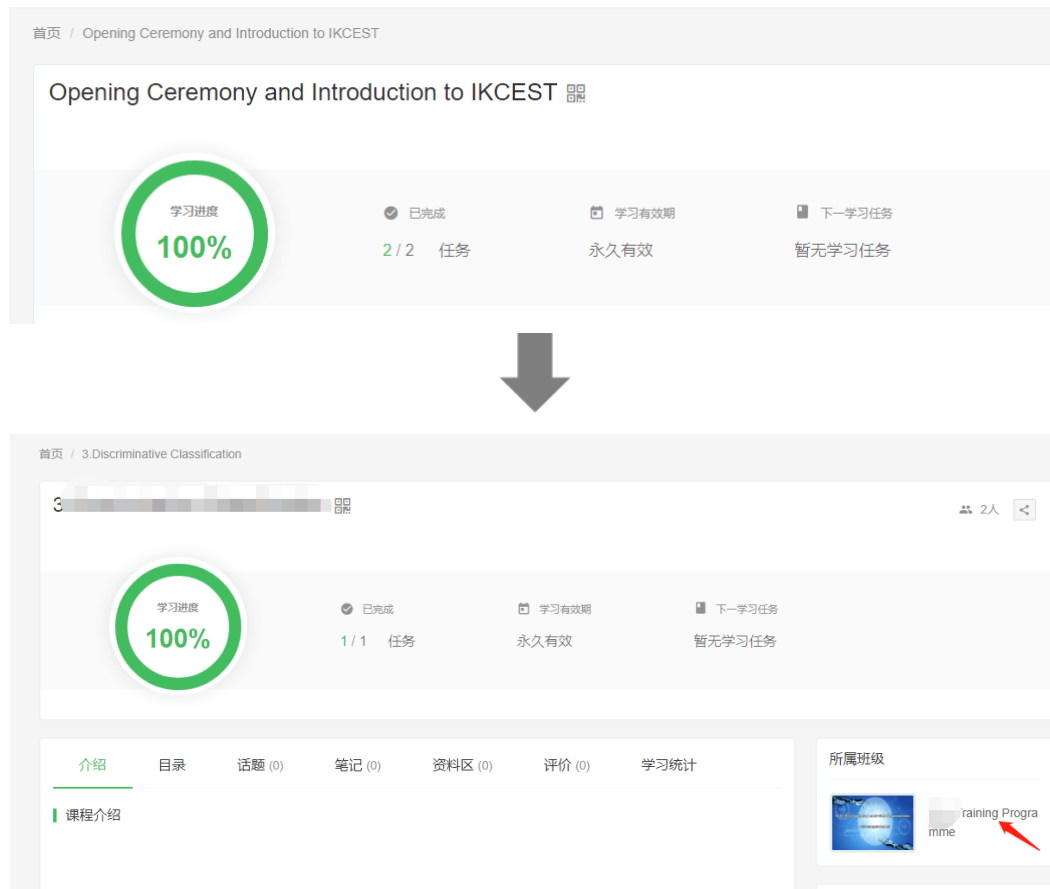 首页 / Opening Ceremony and Introduction to IKCEST
Opening Ceremony and Introduction to IKCEST
学习进度
100%
已完成
2 / 2 任务
学习有效期
永久有效
下一学习任务
暂无学习任务
首页 / 3.Discriminative Classification
3
2人
学习进度
100%
已完成
1 / 1 任务
学习有效期
永久有效
下一学习任务
暂无学习任务
介绍 目录 话题 (0) 笔记 (0) 资料区 (0) 评价 (0) 学习统计
课程介绍
所属班级
raining Progra
mme